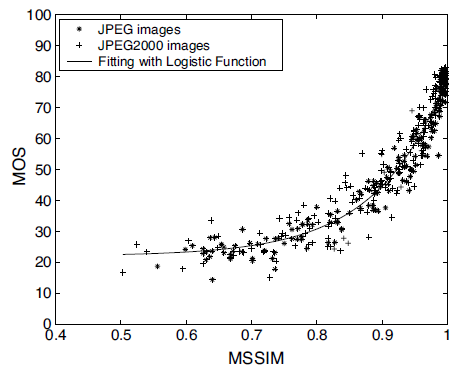 100
90
80
70
60
50
40
30
20
10
0
MOS
JPEG images
JPEG2000 images
Fitting with Logistic Function
0.4 0.5 0.6 0.7 0.8 0.9 1
MSSIM